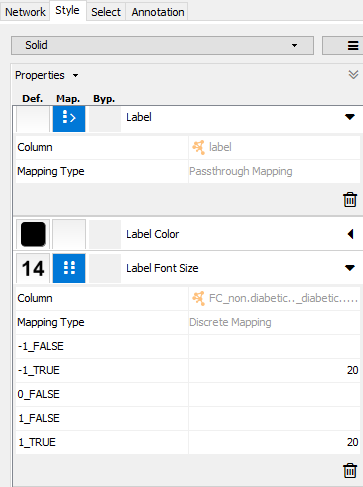 Network Style Select Annotation
Solid
Properties
Def. Map. Byp.
Label
Column label
Mapping Type Passthrough Mapping
Label Color
14 Label Font Size
Column FC_non.diabetic.._diabetic.....
Mapping Type Discrete Mapping
-1_FALSE
-1_TRUE 20
0_FALSE
1_FALSE
1_TRUE 20